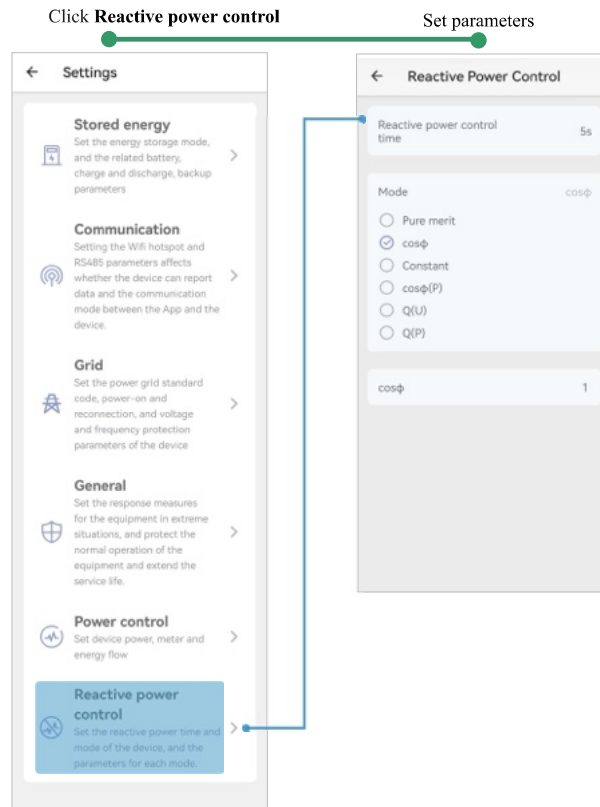 Click Reactive power control
Set parameters
Settings
Stored energy
Set the energy storage mode,
and the related battery,
charge and discharge, backup
parameters
Communication
Setting the Wifi hotspot and
RS485 parameters affects
whether the device can report
data and the communication
mode between the App and the
device.
Grid
Set the power grid standard
code, power-on and
reconnection, and voltage
and frequency protection
parameters of the device
General
Set the response measures
for the equipment in extreme
situations, and protect the
normal operation of the
equipment and extend the
service life.
Power control
Set device power, meter and
energy flow
Reactive power
control
Set the reactive power time and
mode of the device, and the
parameters for each mode.
Reactive Power Control
Reactive power control
time
5s
Mode
cosφ
Pure merit
cosφ
Constant
cosφ(P)
Q(U)
Q(P)
cosφ
1